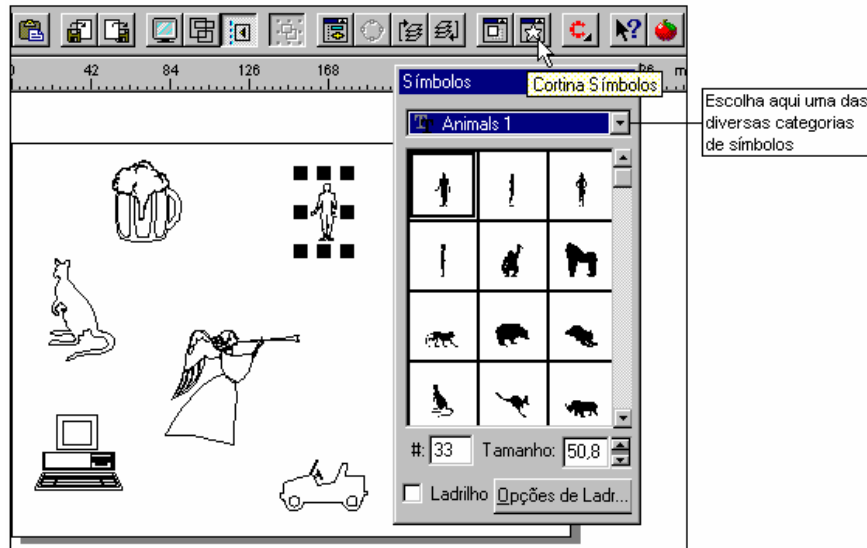 42 84 126 168
Símbolos
Cortina Símbolos
Animals 1
Escolha aqui uma das
diversas categorias
de símbolos
#: 33 Tamanho: 50,8
Ladrilho Opções de Ladr...